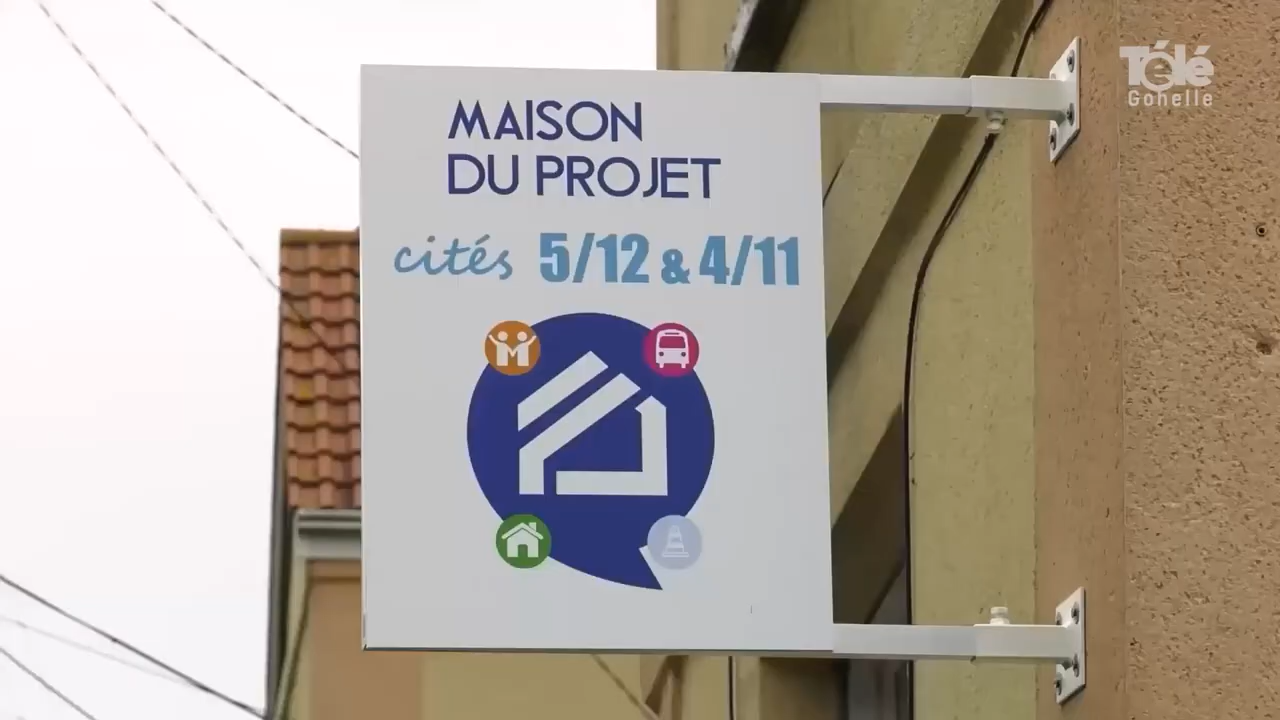 Télé
Gohelle
MAISON
DU PROJET
cités 5/12 & 4/11